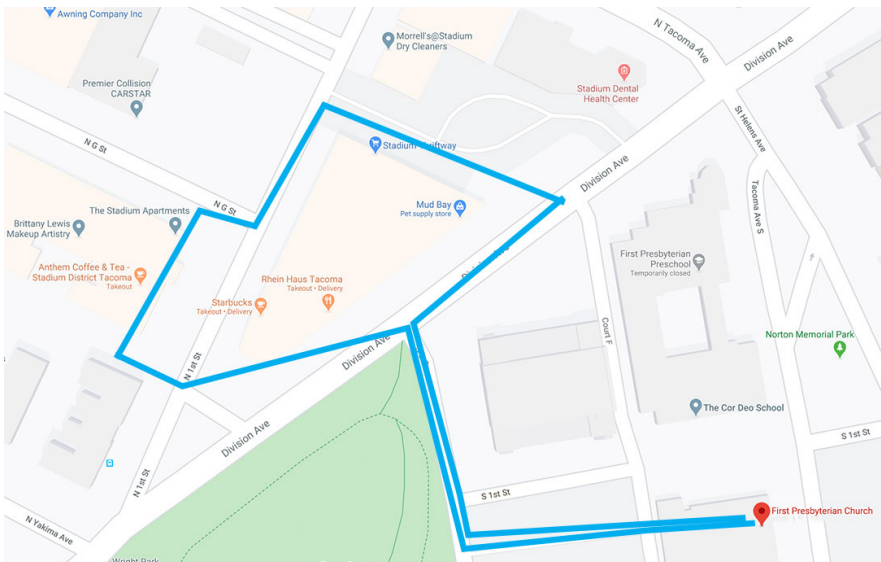 Awning Company Inc
Morrell's@Stadium
Dry Cleaners
N Tacoma Ave
Division Ave
Premier Collision
CARSTAR
Stadium Dental
Health Center
N G St
Stadium Thriftway
St Helens Ave
Division Ave
Tacoma Ave S
The Stadium Apartments
N G St
Mud Bay
Pet supply store
Brittany Lewis
Makeup Artistry
First Presbyterian
Preschool
Temporarily closed
Anthem Coffee & Tea -
Stadium District Tacoma
Takeout
Rhein Haus Tacoma
Takeout • Delivery
Starbucks
Takeout • Delivery
Court F
Norton Memorial Park
N 1st St
Division Ave
The Cor Deo School
Division Ave
S 1st St
N 1st St
S 1st St
First Presbyterian Church
N Yakima Ave
Wright Park